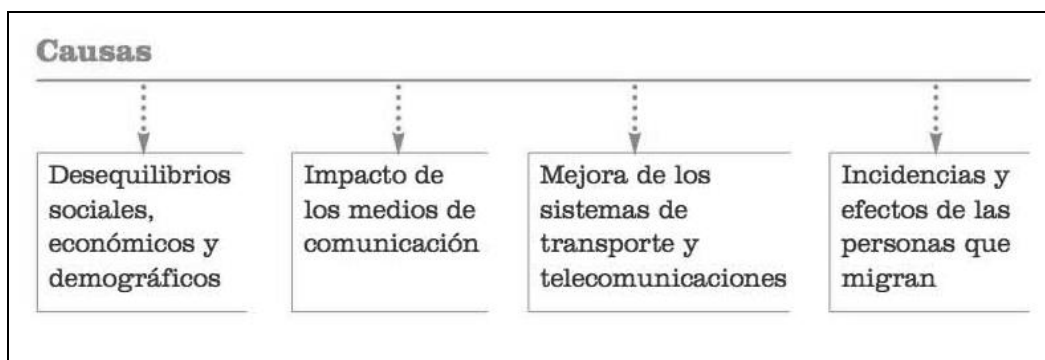 Causas
Desequilibrios
sociales,
económicos y
demográficos
Impacto de
los medios de
comunicación
Mejora de los
sistemas de
transporte y
telecomunicaciones
Incidencias y
efectos de las
personas que
migran